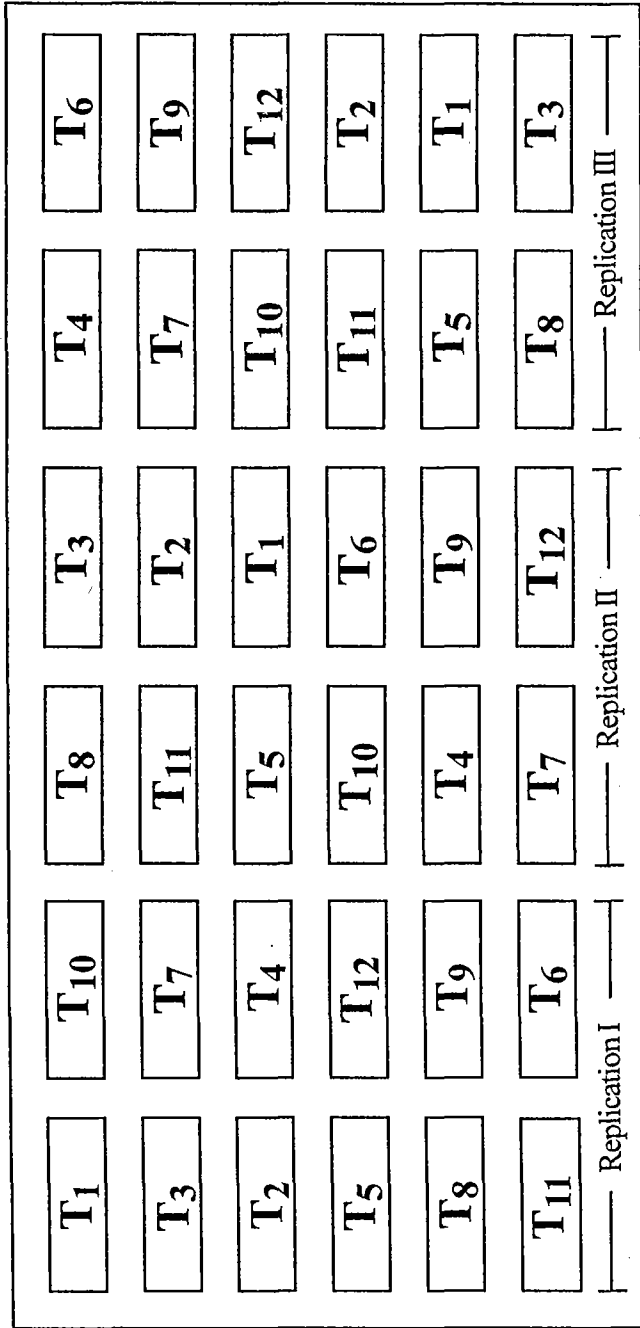 T1 T10 T8 T3 T4 T6
T3 T7 T11 T2 T7 T9
T2 T4 T5 T1 T10 T12
T5 T12 T10 T6 T11 T2
T8 T9 T4 T9 T5 T1
T11 T6 T7 T12 T8 T3
Replication I Replication II Replication III